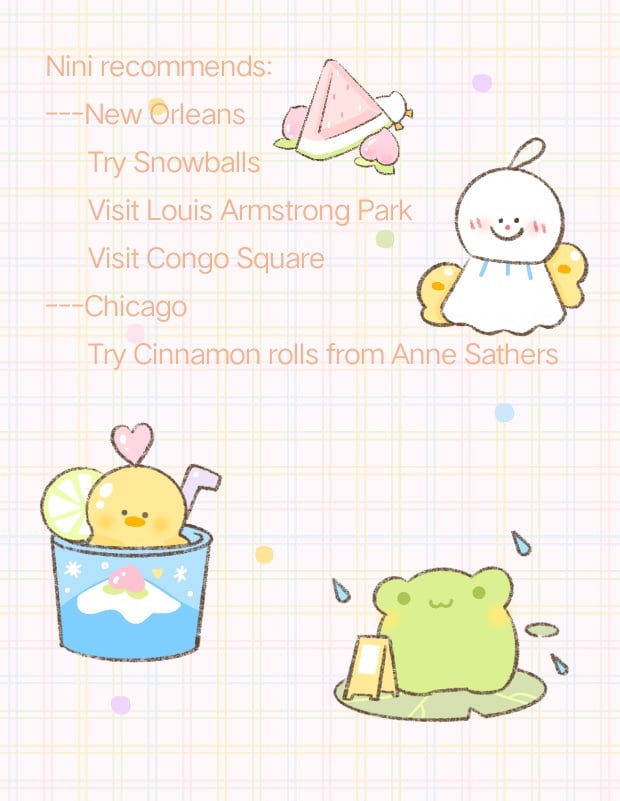 Nini recommends:
---New Orleans
Try Snowballs
Visit Louis Armstrong Park
Visit Congo Square
---Chicago
Try Cinnamon rolls from Anne Sathers